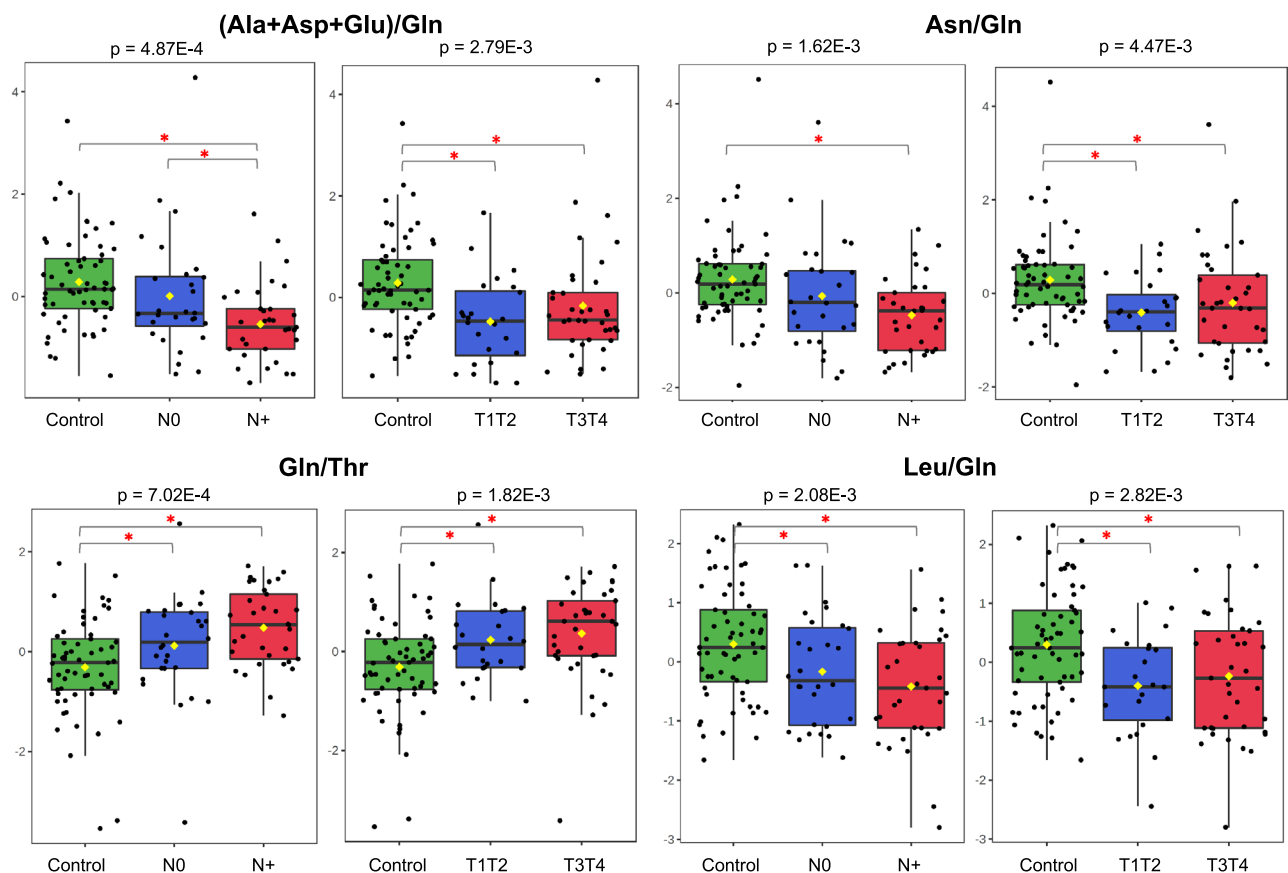 (Ala+Asp+Glu)/Gln
Asn/Gln
p = 4.87E-4
p = 2.79E-3
p = 1.62E-3
p = 4.47E-3
4
2
0
* *
Control N0 N+
4
2
0
* *
Control T1T2 T3T4
4
2
0
-2
*
Control N0 N+
4
2
0
-2
* *
Control T1T2 T3T4
Gln/Thr
Leu/Gln
p = 7.02E-4
p = 1.82E-3
p = 2.08E-3
p = 2.82E-3
2
0
-2
* *
Control N0 N+
2
0
-2
* *
Control T1T2 T3T4
2
1
0
-1
-2
-3
* *
Control N0 N+
2
1
0
-1
-2
-3
* *
Control T1T2 T3T4